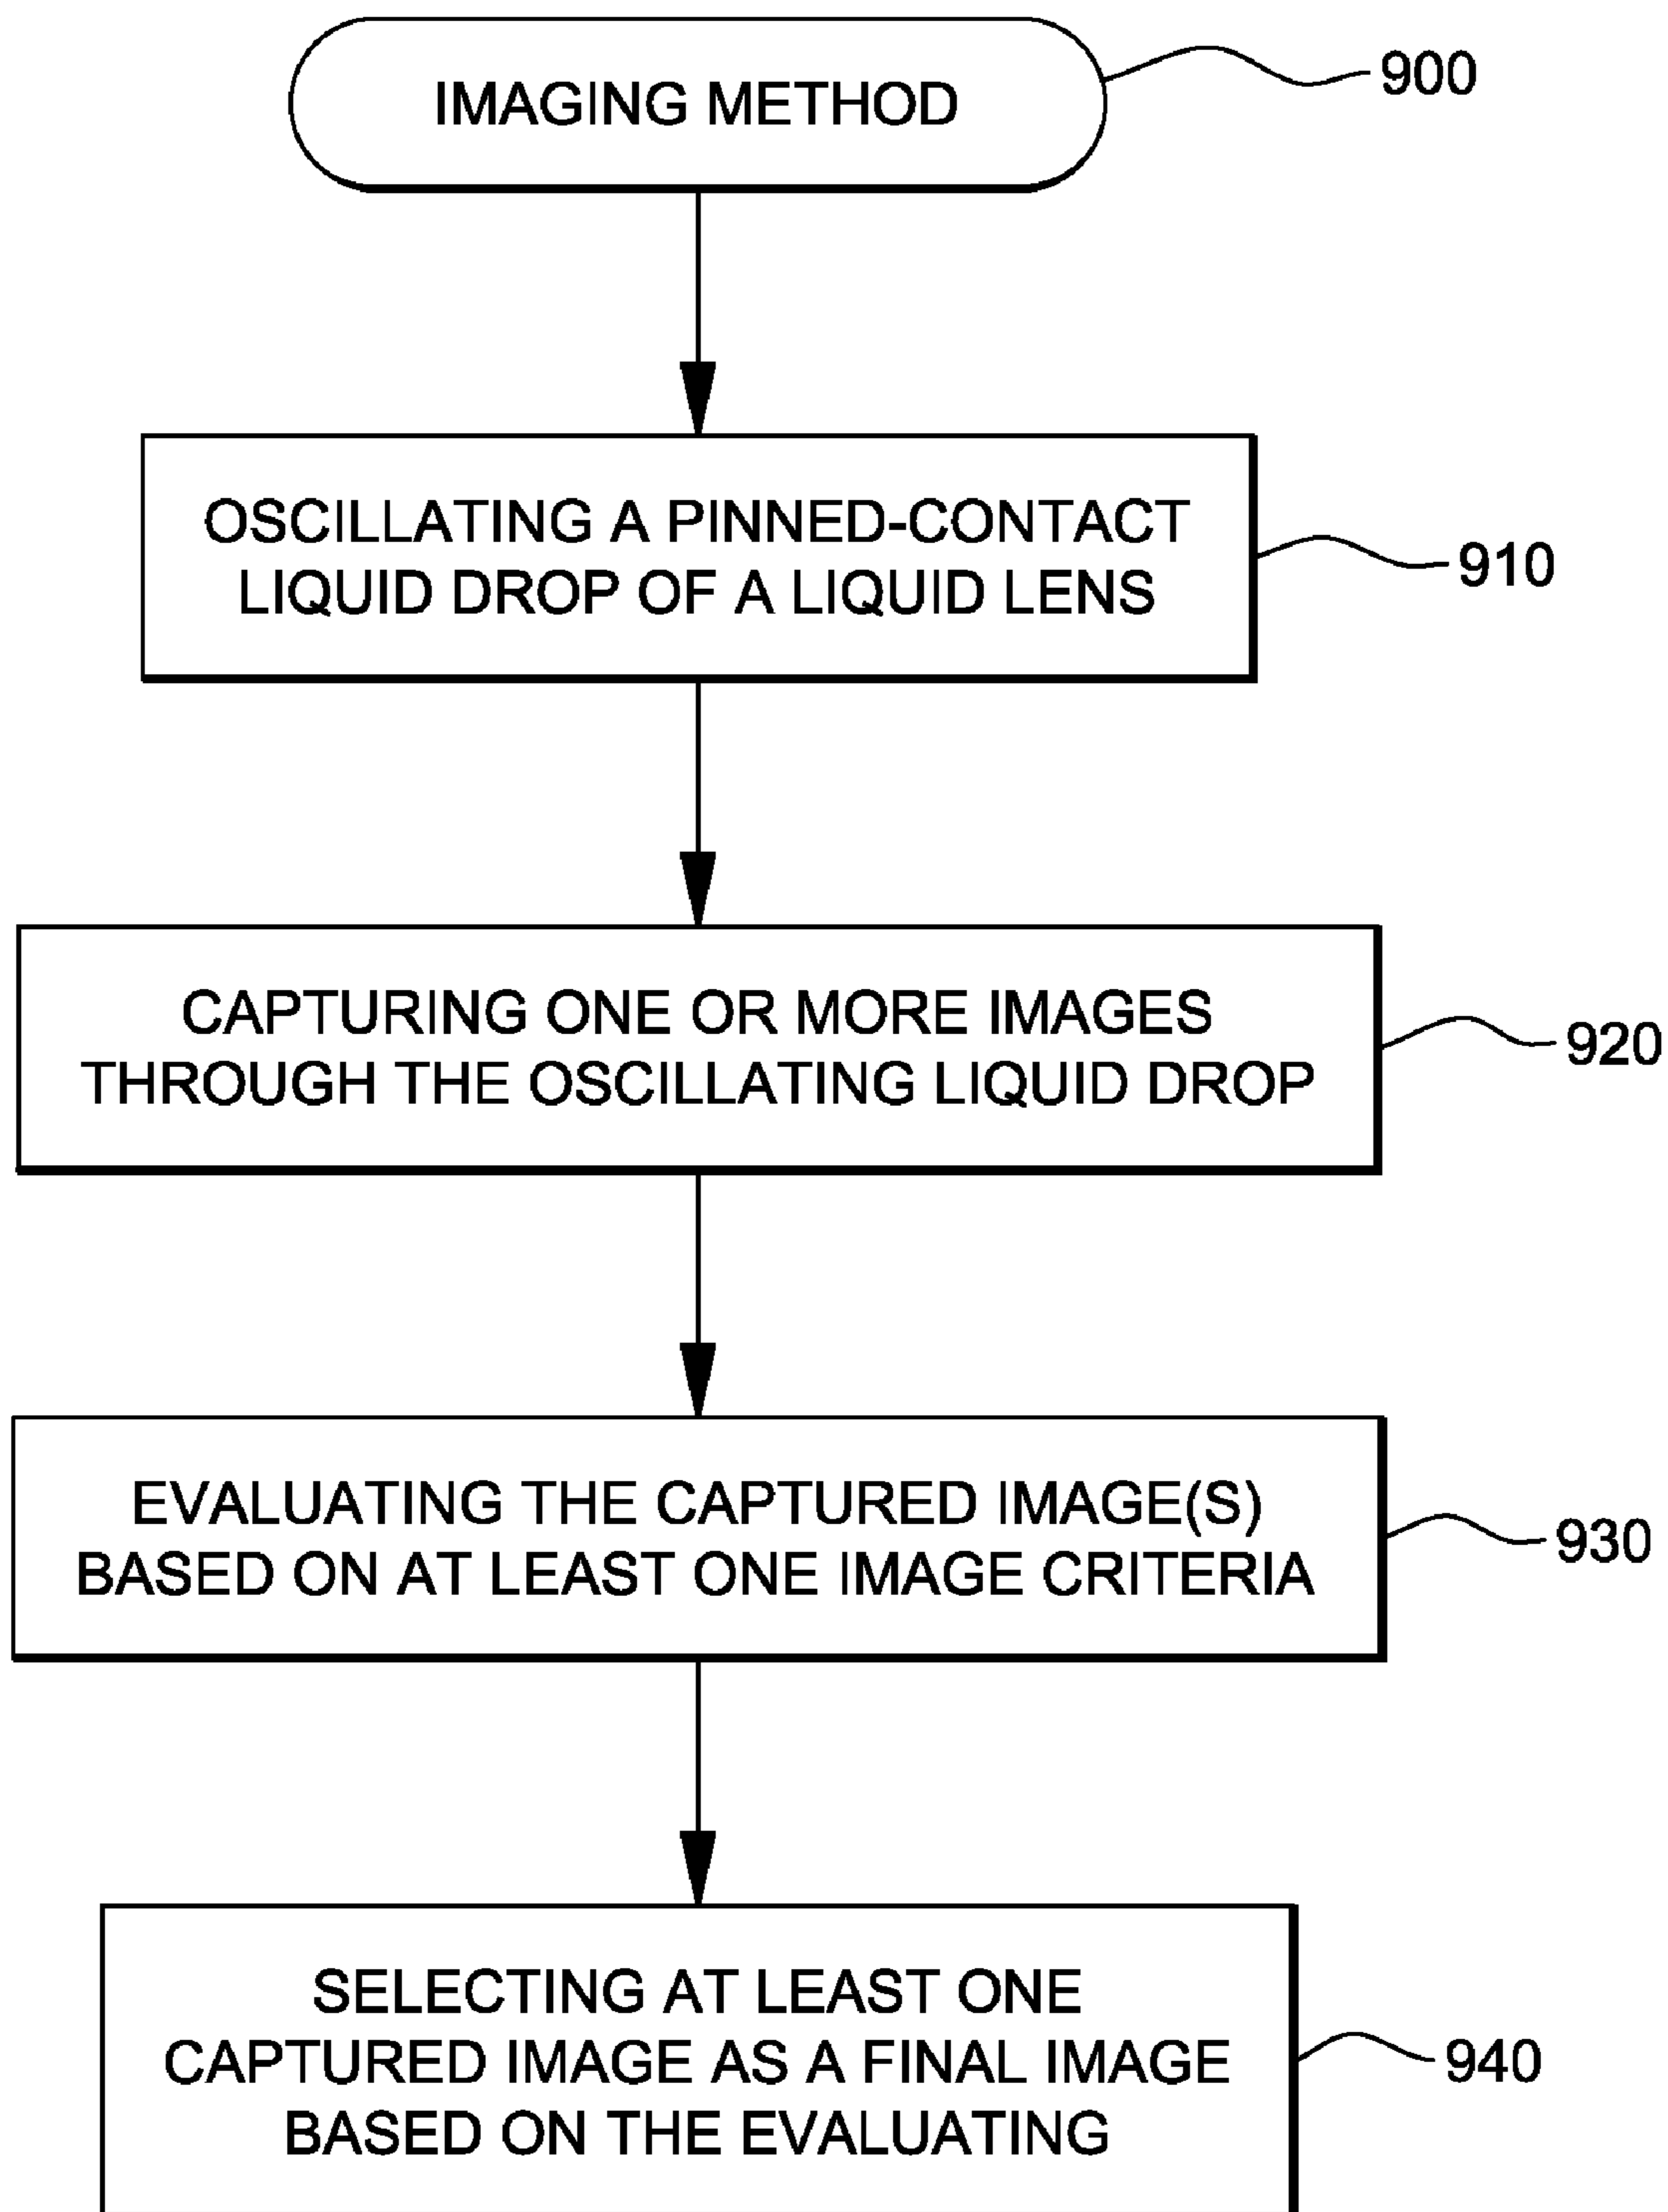 IMAGING METHOD
900
OSCILLATING A PINNED-CONTACT
LIQUID DROP OF A LIQUID LENS
910
CAPTURING ONE OR MORE IMAGES
THROUGH THE OSCILLATING LIQUID DROP
920
EVALUATING THE CAPTURED IMAGE(S)
BASED ON AT LEAST ONE IMAGE CRITERIA
930
SELECTING AT LEAST ONE
CAPTURED IMAGE AS A FINAL IMAGE
BASED ON THE EVALUATING
940